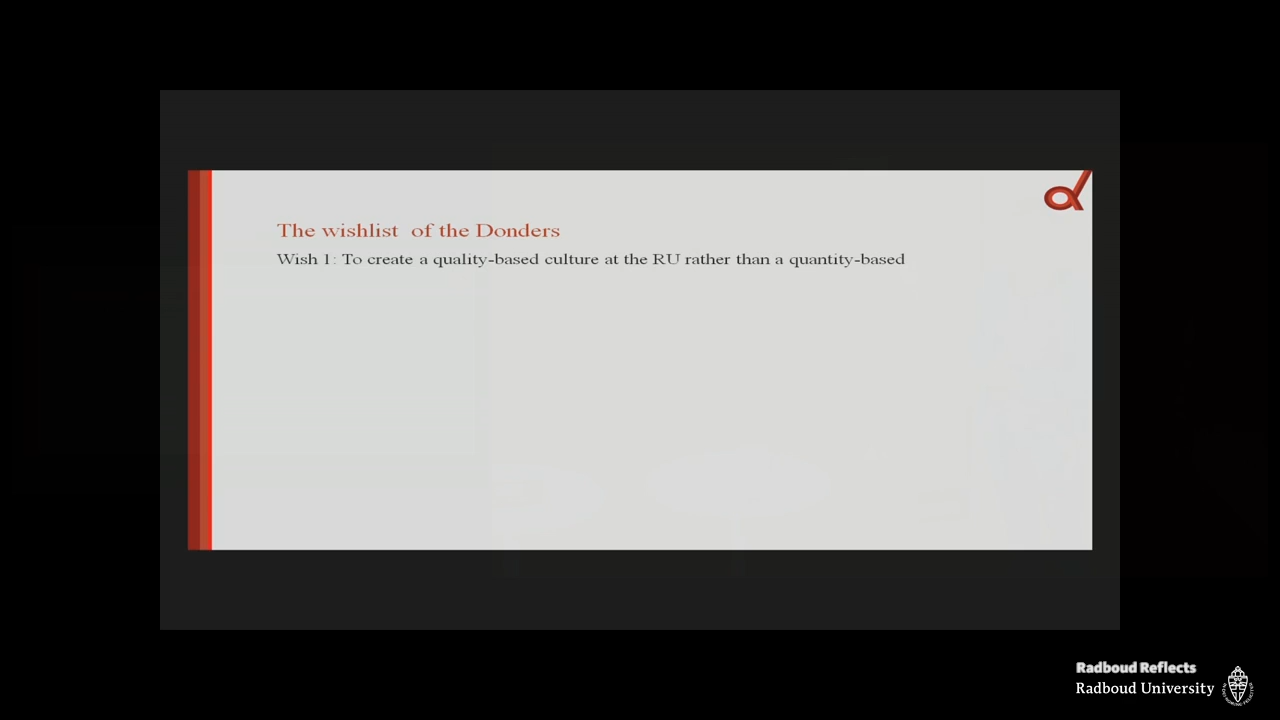 The wishlist of the Donders
Wish 1: To create a quality-based culture at the RU rather than a quantity-based
Radboud Reflects
Radboud University